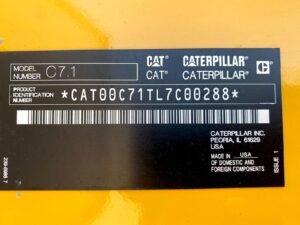 CAT® CATERPILLAR®
MODEL NUMBER C7.1
CAT® CATERPILLAR®
PRODUCT IDENTIFICATION NUMBER *CAT00C71TL7C00288*
CATERPILLAR INC.
PEORIA, IL 61629
USA
MADE IN USA
OF DOMESTIC AND
FOREIGN COMPONENTS
ISSUE 1